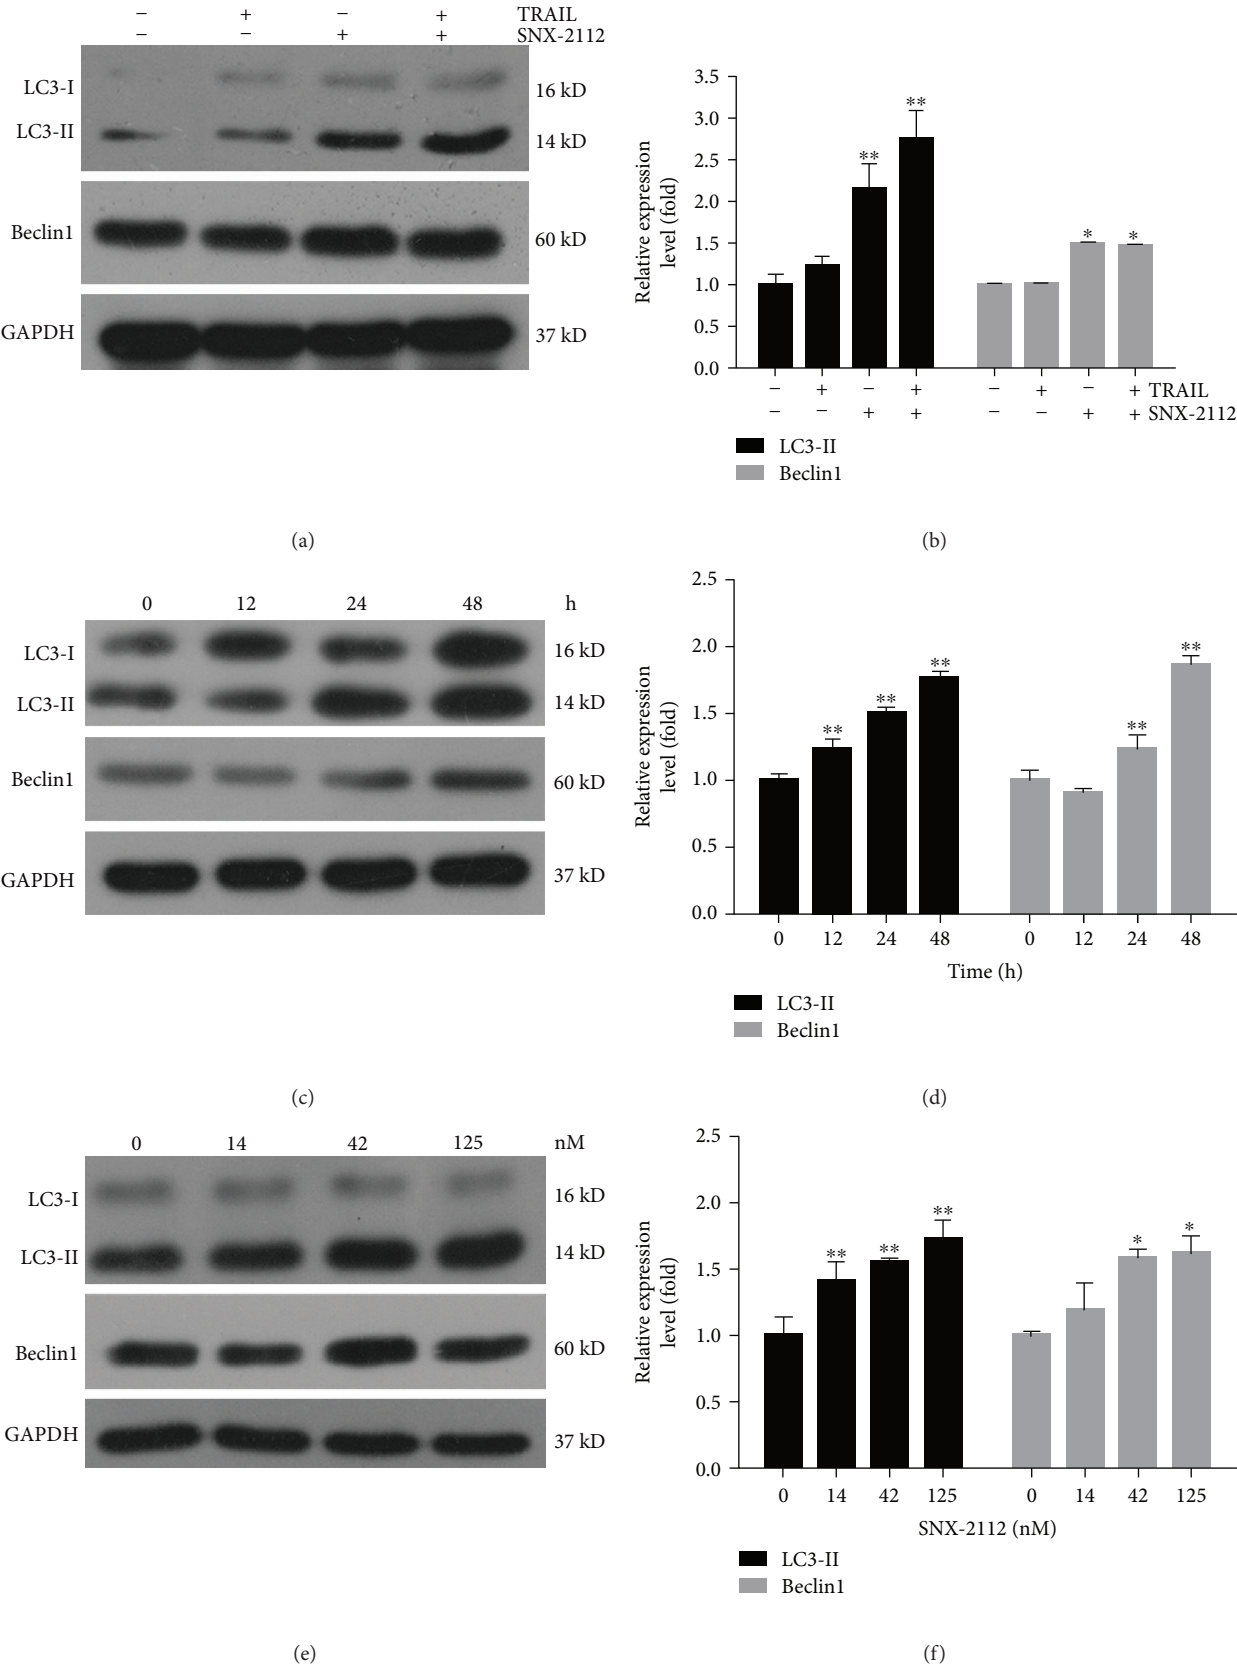 − + − + TRAIL
− − + + SNX-2112
LC3-I 16 kD
LC3-II 14 kD
Beclin1 60 kD
GAPDH 37 kD
(a)
Relative expression
level (fold)
3.5
3.0
2.5
2.0
1.5
1.0
0.5
0.0
** ** * *
− + − + − + − + TRAIL
− − + + − − + + SNX-2112
LC3-II
Beclin1
(b)
0 12 24 48 h
LC3-I 16 kD
LC3-II 14 kD
Beclin1 60 kD
GAPDH 37 kD
(c)
Relative expression
level (fold)
2.5
2.0
1.5
1.0
0.5
0.0
** ** ** ** **
0 12 24 48 0 12 24 48
Time (h)
LC3-II
Beclin1
(d)
0 14 42 125 nM
LC3-I 16 kD
LC3-II 14 kD
Beclin1 60 kD
GAPDH 37 kD
(e)
Relative expression
level (fold)
2.5
2.0
1.5
1.0
0.5
0.0
** ** ** * *
0 14 42 125 0 14 42 125
SNX-2112 (nM)
LC3-II
Beclin1
(f)